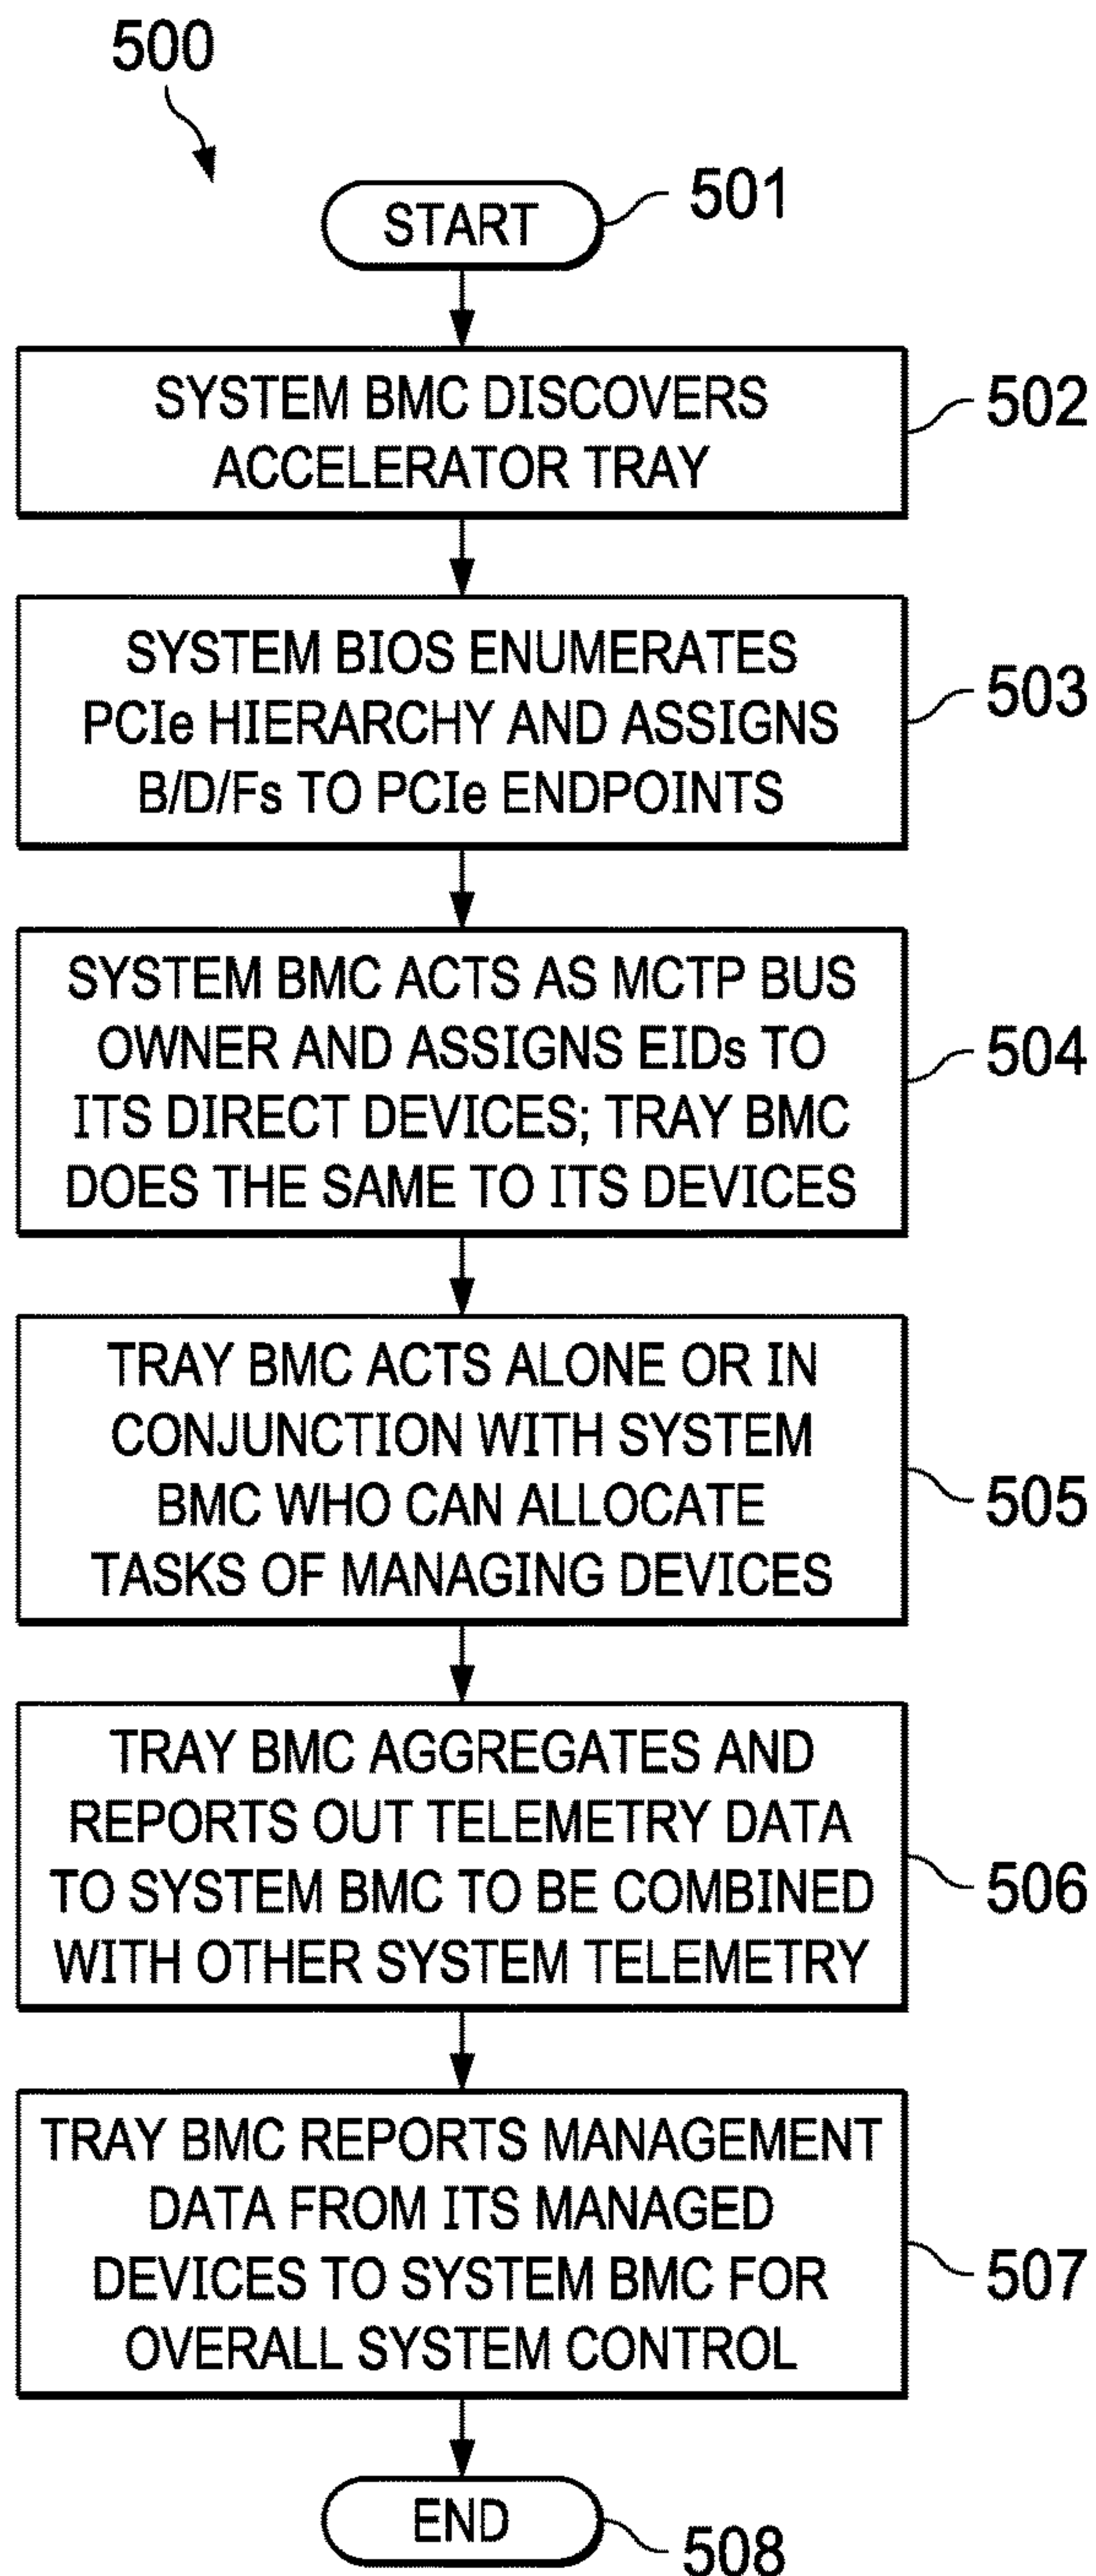 500
START
501
SYSTEM BMC DISCOVERS
ACCELERATOR TRAY
502
SYSTEM BIOS ENUMERATES
PCIe HIERARCHY AND ASSIGNS
B/D/Fs TO PCIe ENDPOINTS
503
SYSTEM BMC ACTS AS MCTP BUS
OWNER AND ASSIGNS EIDs TO
ITS DIRECT DEVICES; TRAY BMC
DOES THE SAME TO ITS DEVICES
504
TRAY BMC ACTS ALONE OR IN
CONJUNCTION WITH SYSTEM
BMC WHO CAN ALLOCATE
TASKS OF MANAGING DEVICES
505
TRAY BMC AGGREGATES AND
REPORTS OUT TELEMETRY DATA
TO SYSTEM BMC TO BE COMBINED
WITH OTHER SYSTEM TELEMETRY
506
TRAY BMC REPORTS MANAGEMENT
DATA FROM ITS MANAGED
DEVICES TO SYSTEM BMC FOR
OVERALL SYSTEM CONTROL
507
END
508